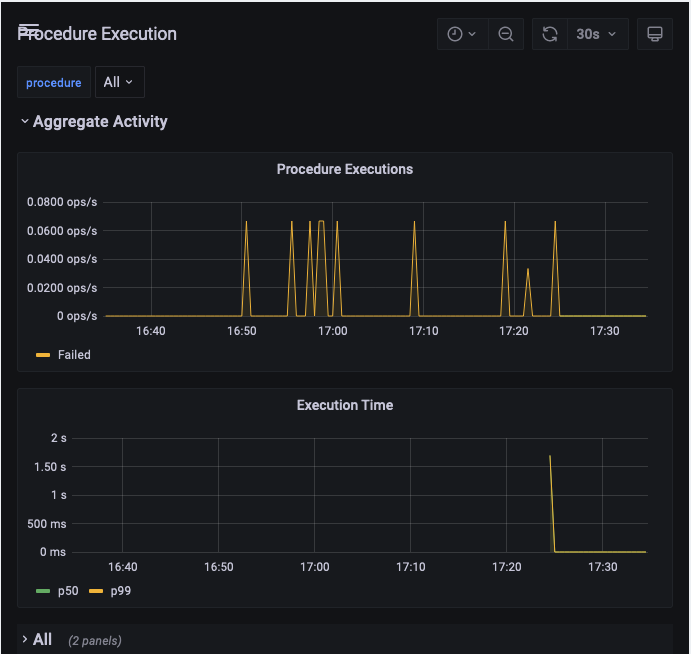 Procedure Execution
30s
procedure
All
Aggregate Activity
Procedure Executions
0.0800 ops/s
0.0600 ops/s
0.0400 ops/s
0.0200 ops/s
0 ops/s
16:40 16:50 17:00 17:10 17:20 17:30
Failed
Execution Time
2 s
1.50 s
1 s
500 ms
0 ms
16:40 16:50 17:00 17:10 17:20 17:30
p50 p99
All (2 panels)